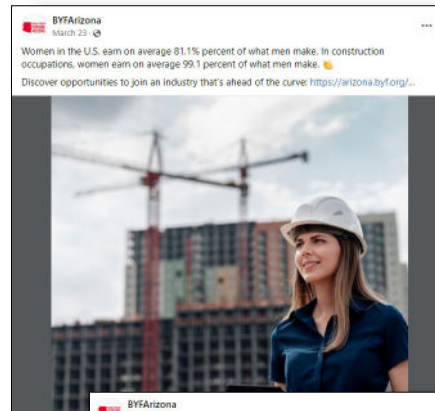 BYFArizona
March 23 ·
Women in the U.S. earn on average 81.1% percent of what men make. In construction
occupations, women earn on average 99.1 percent of what men make. 👏
Discover opportunities to join an industry that's ahead of the curve: https://arizona.byf.org/...
BYFArizona